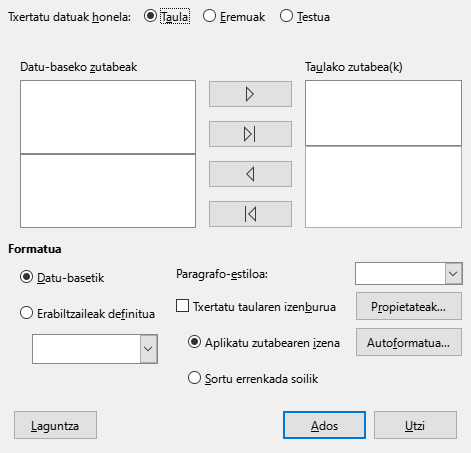 Txertatu datuak honela: Taula Eremuak Testua
Datu-baseko zutabeak Taulako zutabea(k)
Formatua
Datu-basetik Paragrafo-estiloa:
Erabiltzaileak definitua Txertatu taularen izenburua Propietateak...
Aplikatu zutabearen izena Autoformatua...
Sortu errenkada soilik
Laguntza Ados Utzi